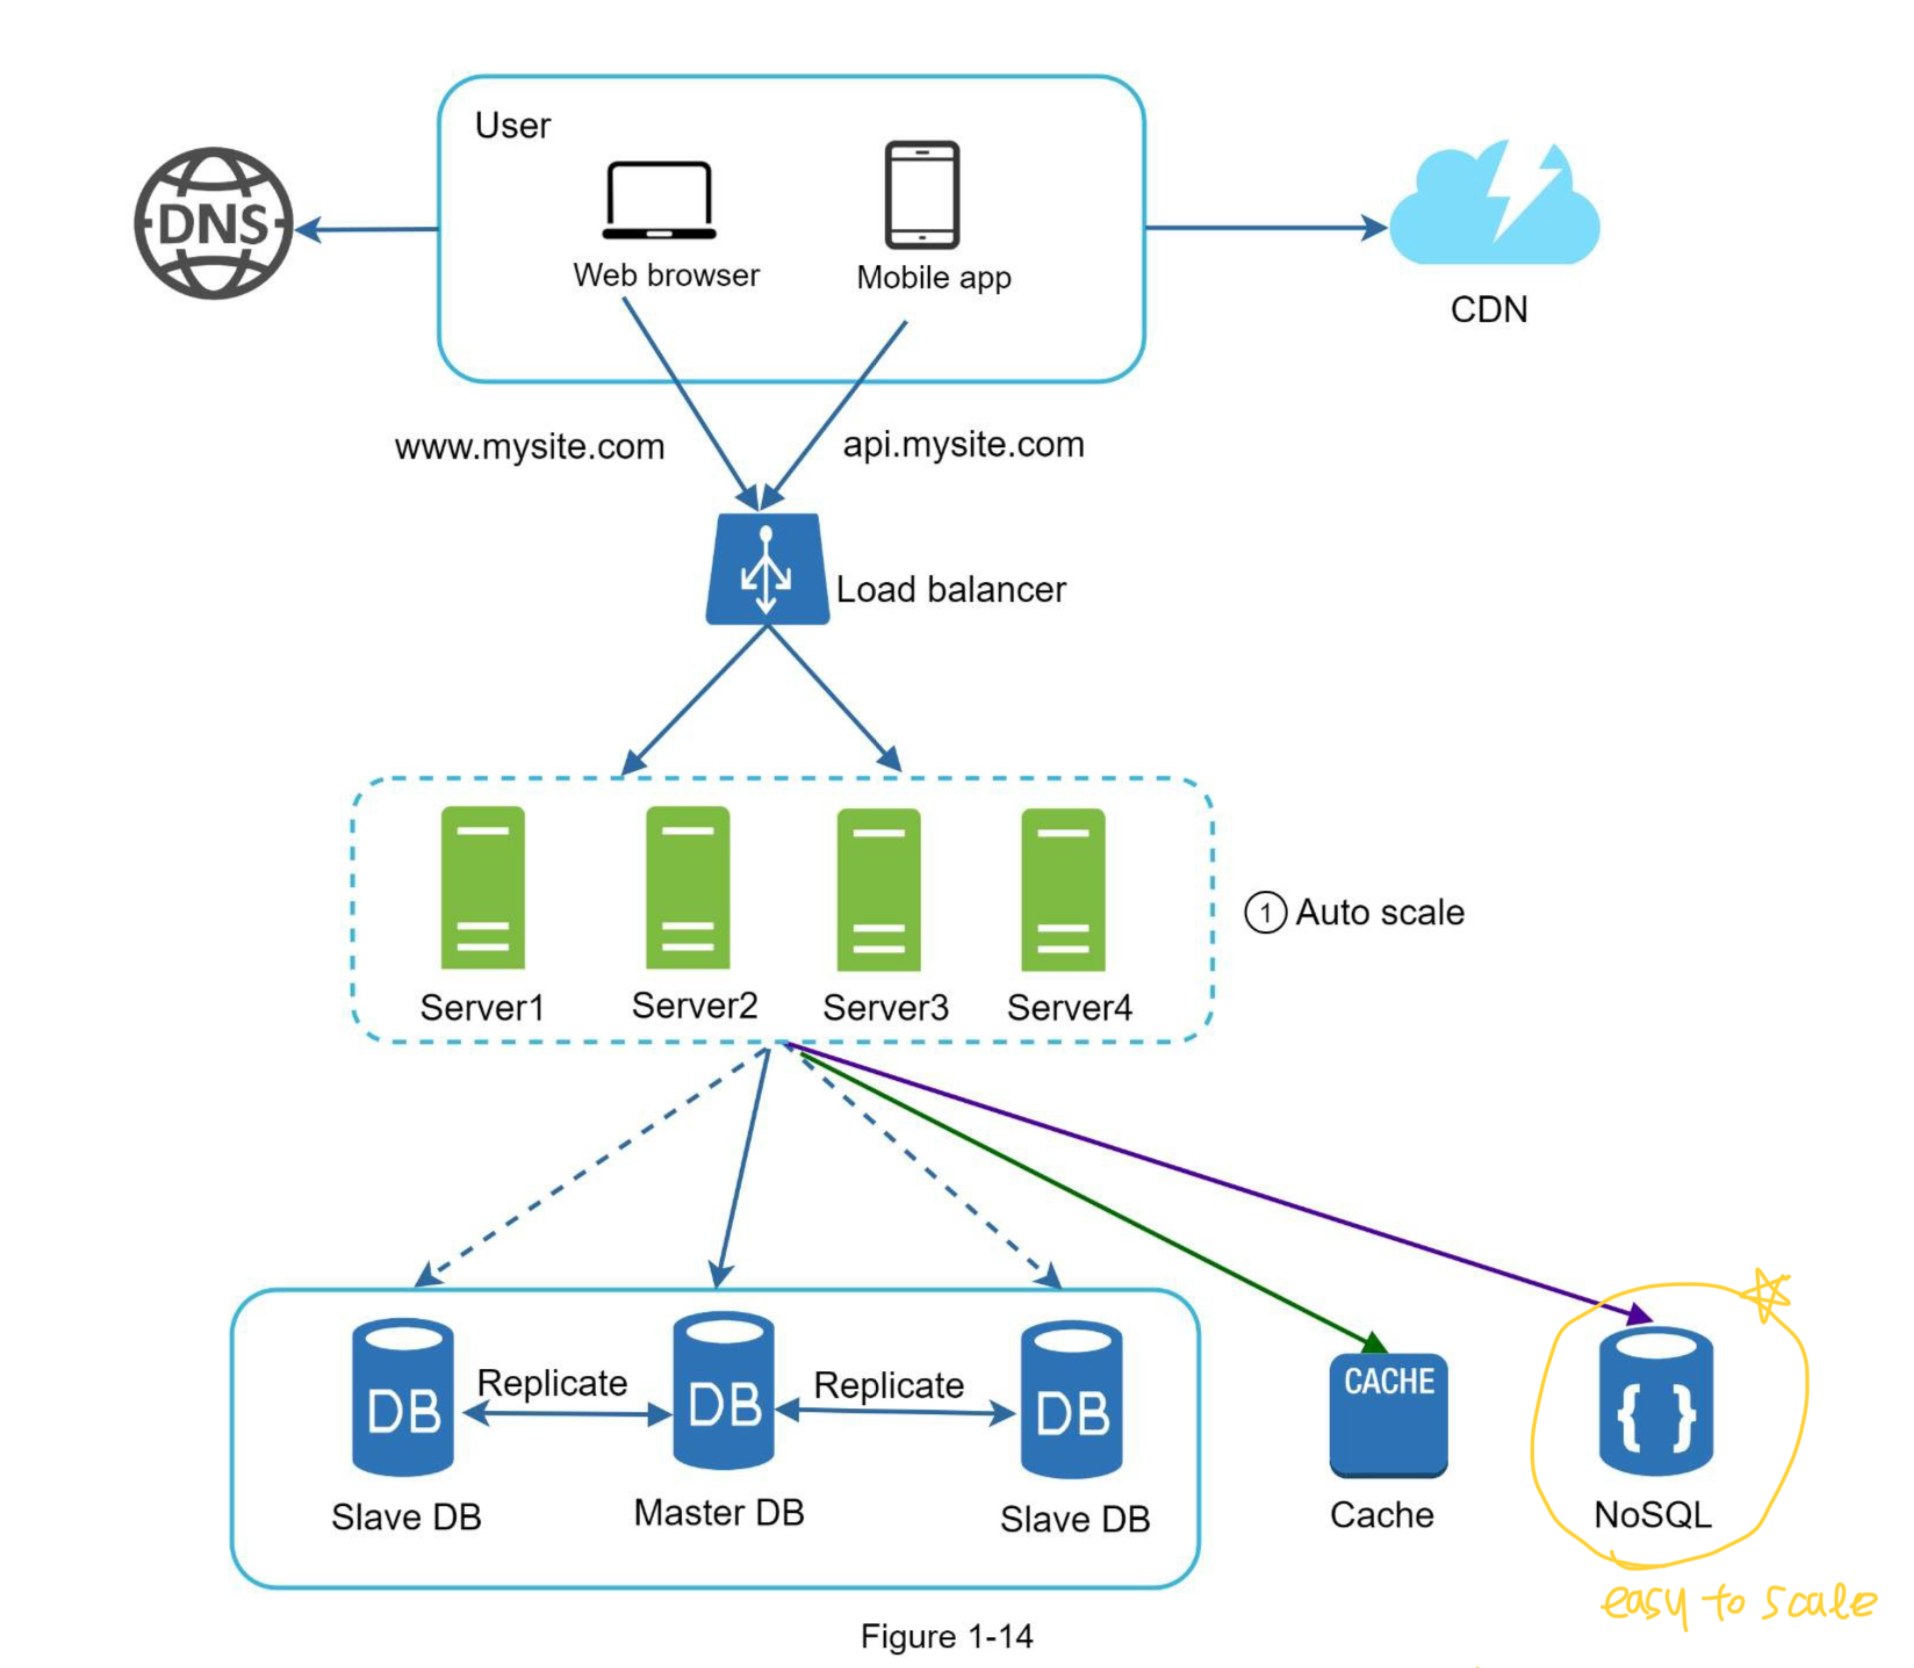 User
DNS
Web browser
Mobile app
CDN
www.mysite.com
api.mysite.com
Load balancer
1 Auto scale
Server1
Server2
Server3
Server4
DB
Replicate
DB
Replicate
DB
CACHE
{ }
Slave DB
Master DB
Slave DB
Cache
NoSQL
easy to scale
Figure 1-14